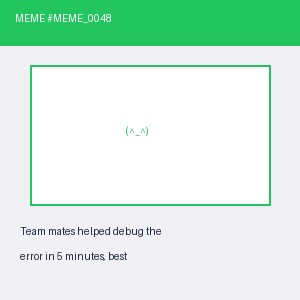 MEME #MEME_0048
(^_^)
Team mates helped debug the
error in 5 minutes, best